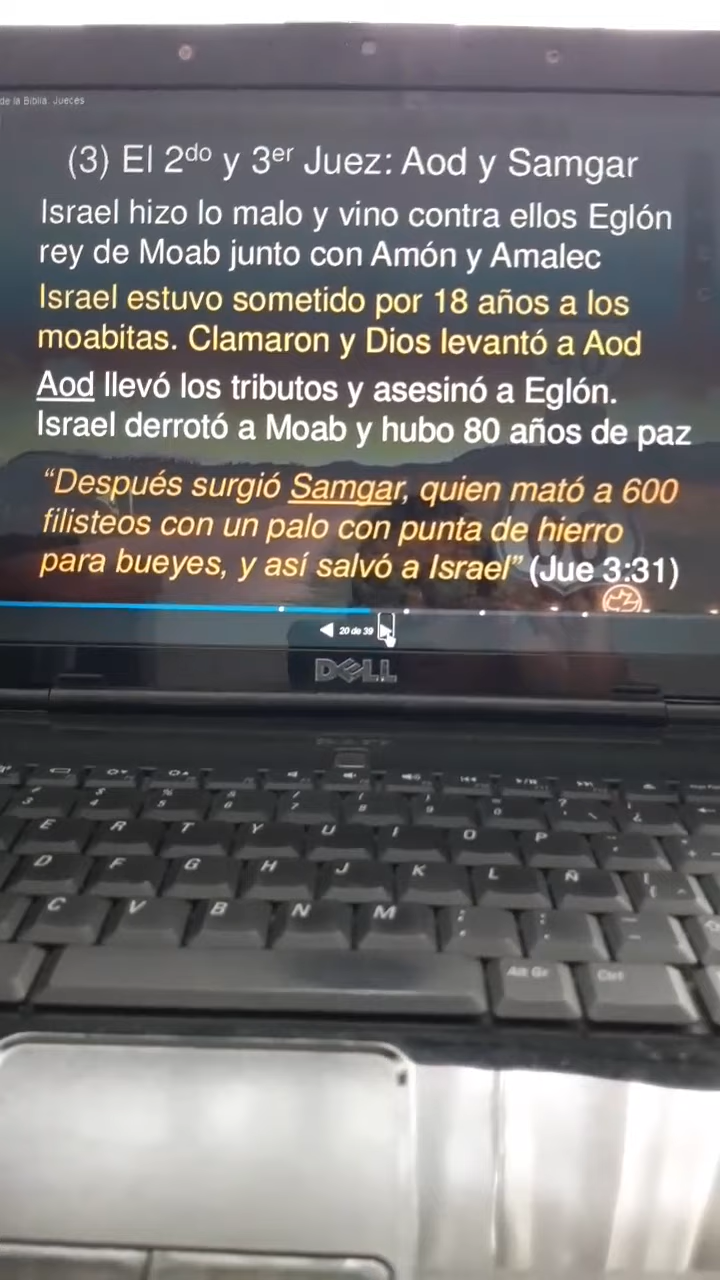 de la Biblia: Jueces
(3) El 2do y 3er Juez: Aod y Samgar
Israel hizo lo malo y vino contra ellos Eglón
rey de Moab junto con Amón y Amalec
Israel estuvo sometido por 18 años a los
moabitas. Clamaron y Dios levantó a Aod
Aod llevó los tributos y asesinó a Eglón.
Israel derrotó a Moab y hubo 80 años de paz
“Después surgió Samgar, quien mató a 600
filisteos con un palo con punta de hierro
para bueyes, y así salvó a Israel” (Jue 3:31)
20 de 39
DELL
E R T Y U I O P
D F G H J K L Ñ
C V B N M
Alt Gr Ctrl